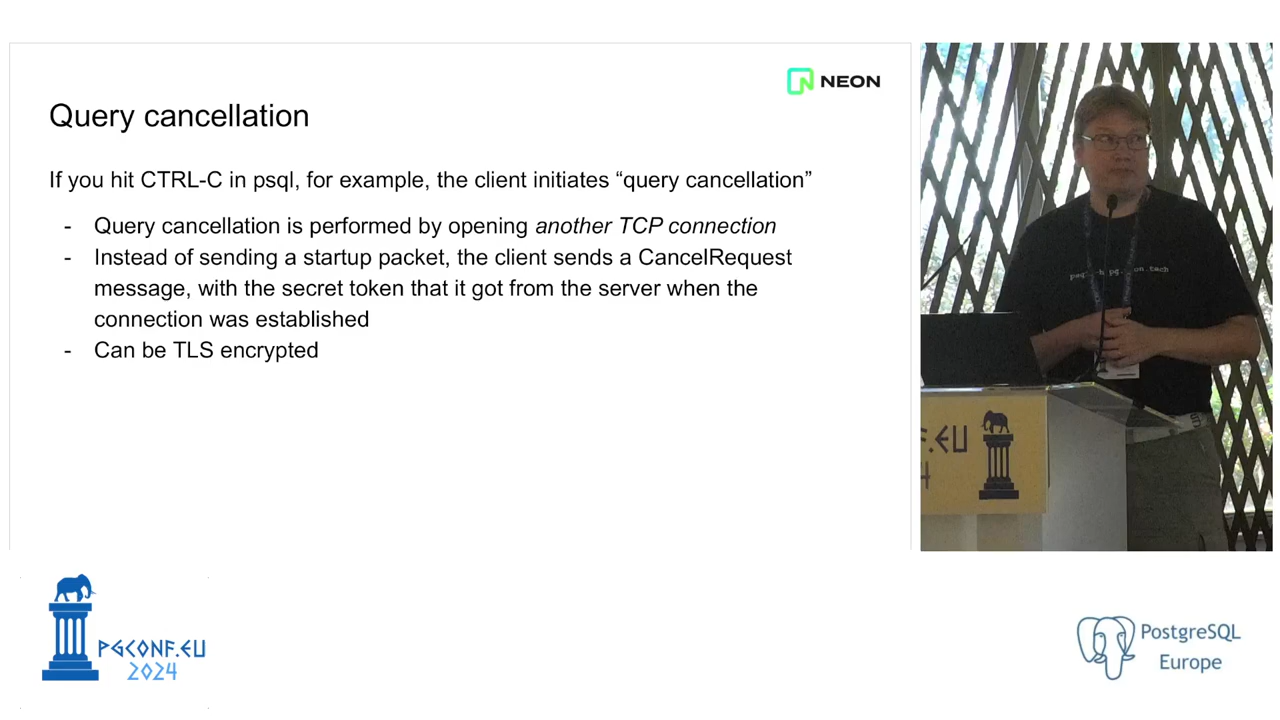 NEON
Query cancellation
If you hit CTRL-C in psql, for example, the client initiates “query cancellation”
- Query cancellation is performed by opening another TCP connection
- Instead of sending a startup packet, the client sends a CancelRequest
message, with the secret token that it got from the server when the
connection was established
- Can be TLS encrypted
F.EU
4
PGCONF.EU
2024
PostgreSQL
Europe